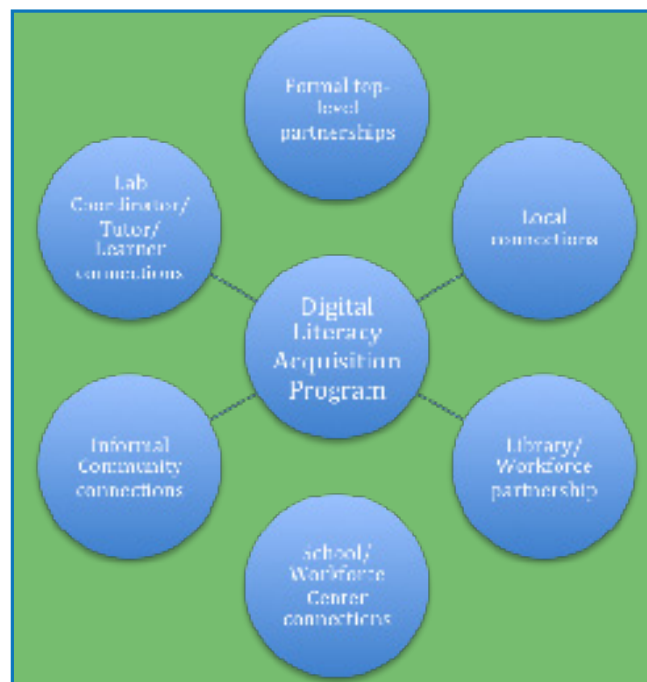 Formal top-
level
partnerships
Lab
Coordinator/
Tutor/
Learner
connections
Local
connections
Digital
Literacy
Acquisition
Program
Informal
Community
connections
Library/
Workforce
partnership
School/
Workforce
Center
connections